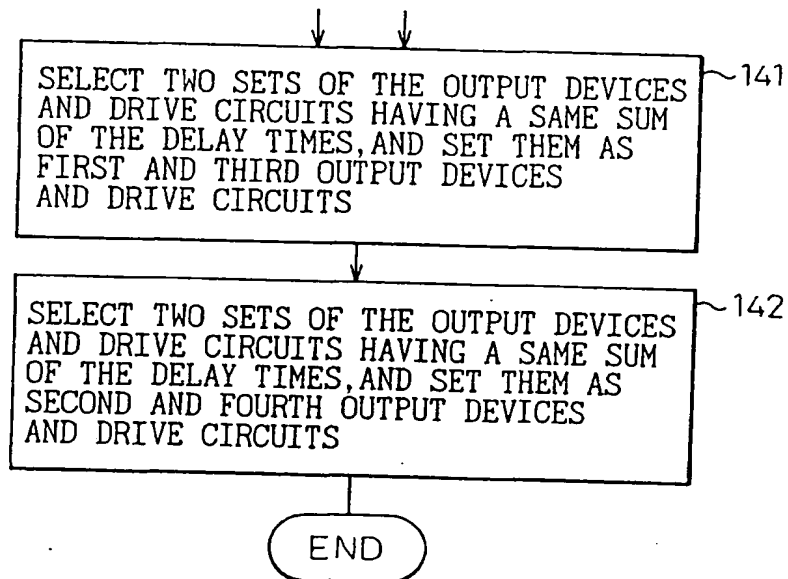 SELECT TWO SETS OF THE OUTPUT DEVICES
AND DRIVE CIRCUITS HAVING A SAME SUM
OF THE DELAY TIMES,AND SET THEM AS
FIRST AND THIRD OUTPUT DEVICES
AND DRIVE CIRCUITS
141
SELECT TWO SETS OF THE OUTPUT DEVICES
AND DRIVE CIRCUITS HAVING A SAME SUM
OF THE DELAY TIMES,AND SET THEM AS
SECOND AND FOURTH OUTPUT DEVICES
AND DRIVE CIRCUITS
142
END